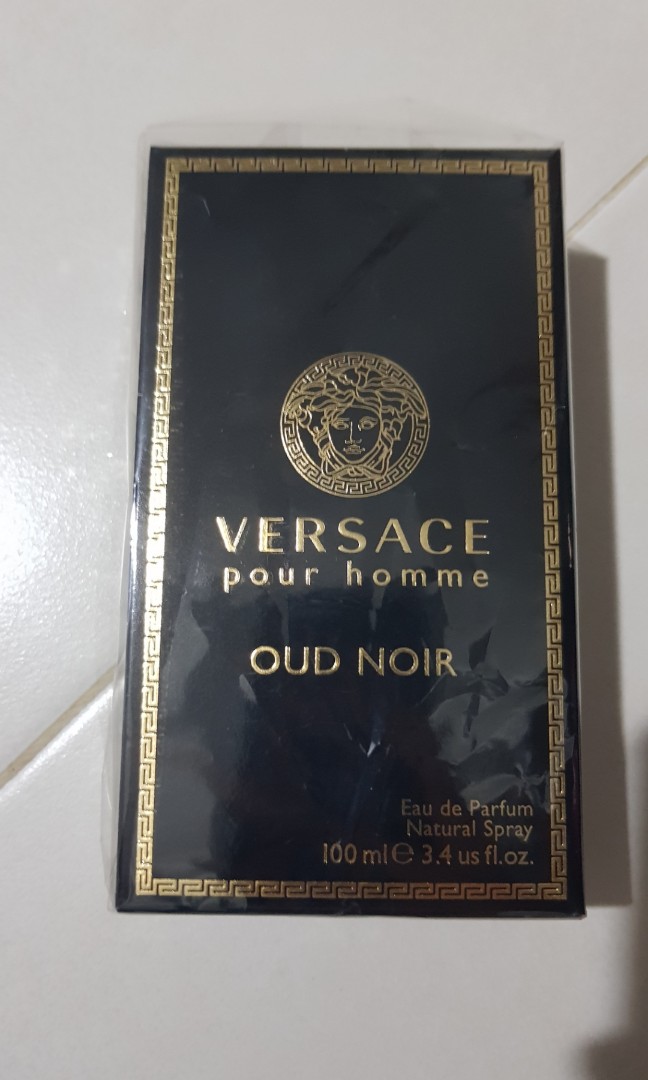 VERSACE
pour homme
OUD NOIR
Eau de Parfum
Natural Spray
100 ml ℮ 3.4 us fl.oz.